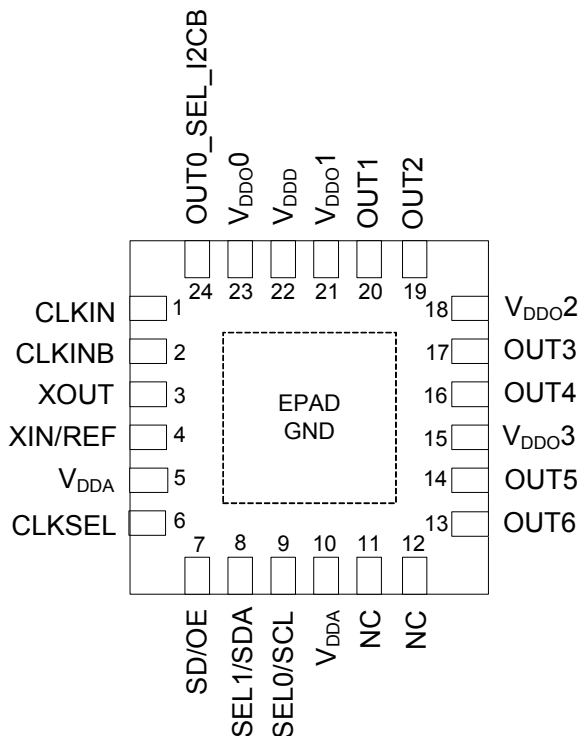 OUT0_SEL_I2CB
VDDO0
VDDD
VDDO1
OUT1
OUT2
24
23
22
21
20
19
CLKIN
1
CLKINB
2
XOUT
3
XIN/REF
4
VDDA
5
CLKSEL
6
EPAD
GND
18
VDDO2
17
OUT3
16
OUT4
15
VDDO3
14
OUT5
13
OUT6
7
8
9
10
11
12
SD/OE
SEL1/SDA
SEL0/SCL
VDDA
NC
NC